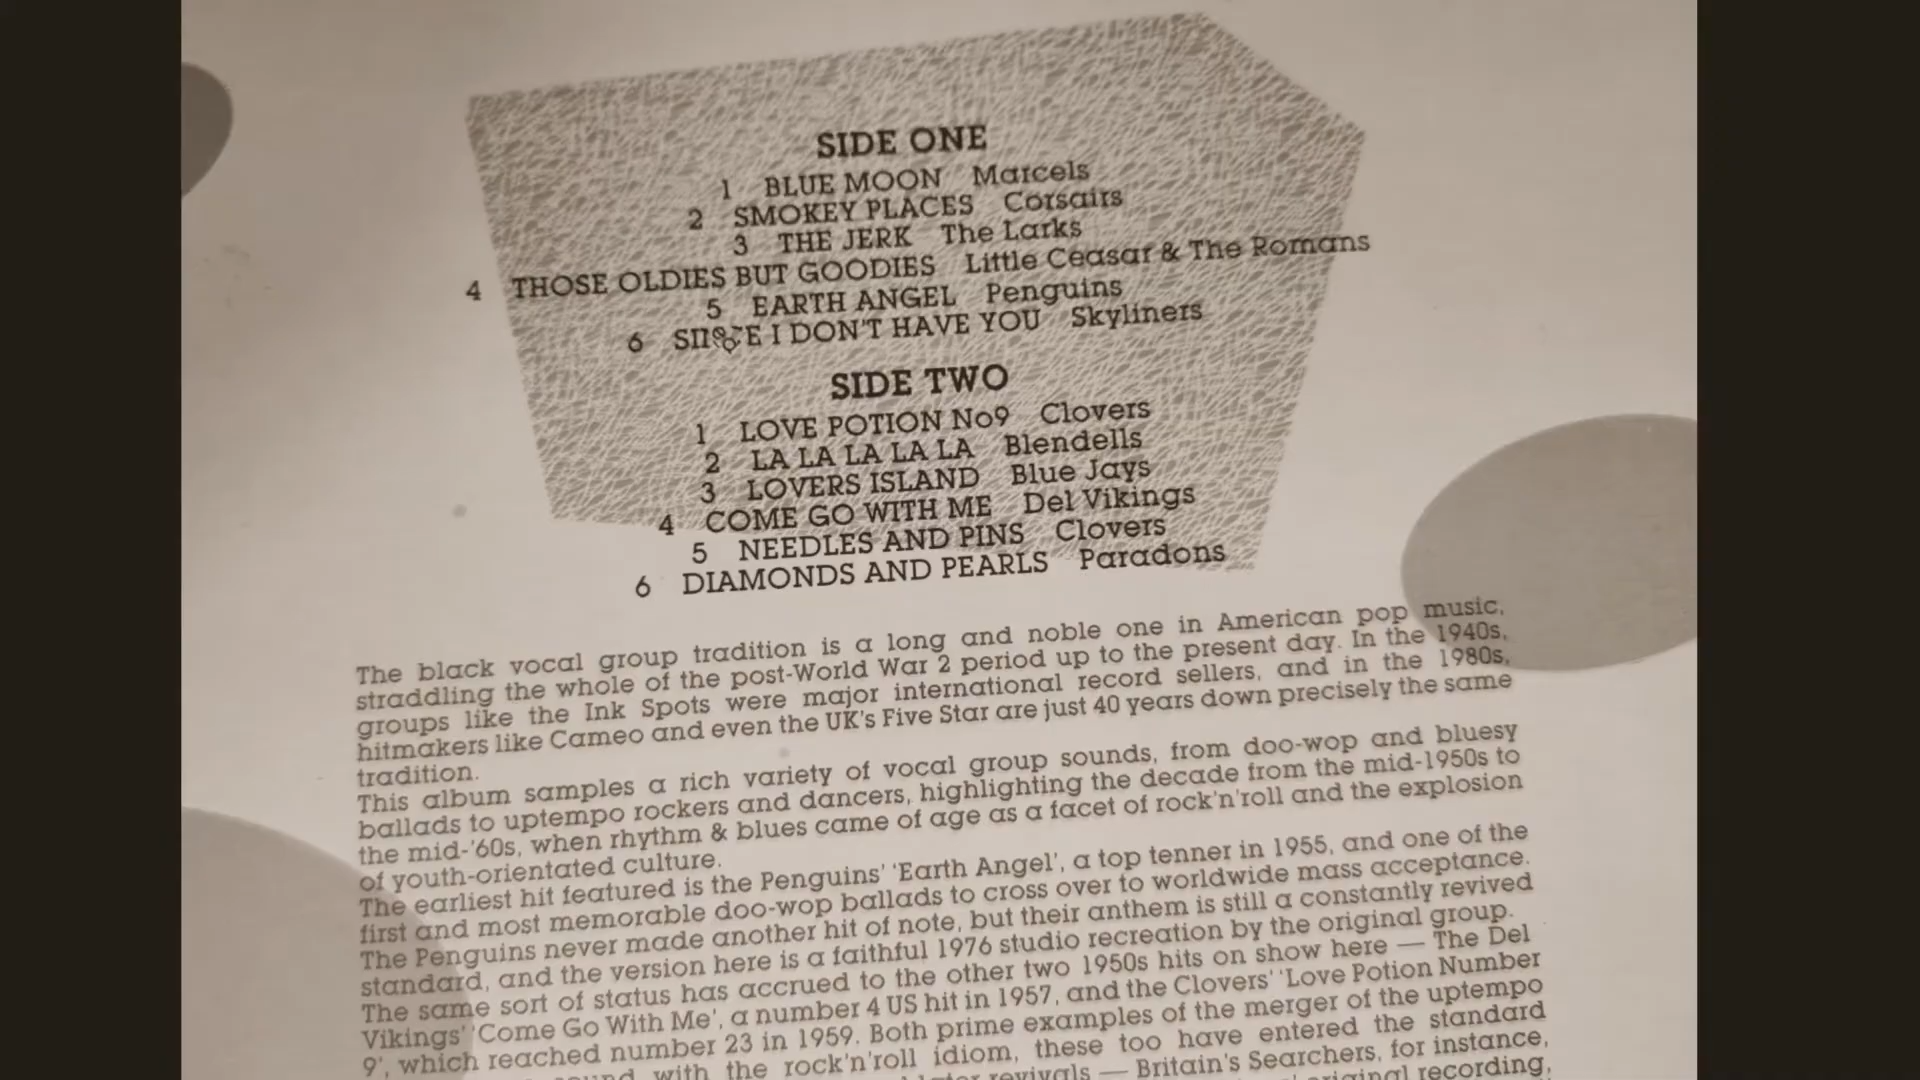 SIDE ONE
1 BLUE MOON Marcels
2 SMOKEY PLACES Corsairs
3 THE JERK The Larks
4 THOSE OLDIES BUT GOODIES Little Ceasar & The Romans
5 EARTH ANGEL Penguins
6 I DON'T HAVE YOU Skyliners
SIDE TWO
1 LOVE POTION No9 Clovers
2 LA LA LA LA LA Blendells
3 LOVERS ISLAND Blue Jays
4 COME GO WITH ME Del Vikings
5 NEEDLES AND PINS Clovers
6 DIAMONDS AND PEARLS Paradons
The black vocal group tradition is a long and noble one in American pop music,
straddling the whole of the post-World War 2 period up to the present day. In the 1940s,
groups like the Ink Spots were major international record sellers, and in the 1980s,
hitmakers like Cameo and even the UK's Five Star are just 40 years down precisely the same
tradition.
This album samples a rich variety of vocal group sounds, from doo-wop and bluesy
ballads to uptempo rockers and dancers, highlighting the decade from the mid-1950s to
the mid-'60s, when rhythm & blues came of age as a facet of rock'n'roll and the explosion
of youth-orientated culture.
The earliest hit featured is the Penguins' 'Earth Angel', a top tenner in 1955, and one of the
first and most memorable doo-wop ballads to cross over to worldwide mass acceptance.
The Penguins never made another hit of note, but their anthem is still a constantly revived
standard, and the version here is a faithful 1976 studio recreation by the original group.
The same sort of status has accrued to the other two 1950s hits on show here — The Del
Vikings' 'Come Go With Me', a number 4 US hit in 1957, and the Clovers' 'Love Potion Number
9', which reached number 23 in 1959. Both prime examples of the merger of the uptempo
with the rock'n'roll idiom, these too have entered the standard
revivals — Britain's Searchers, for instance,
original recording,